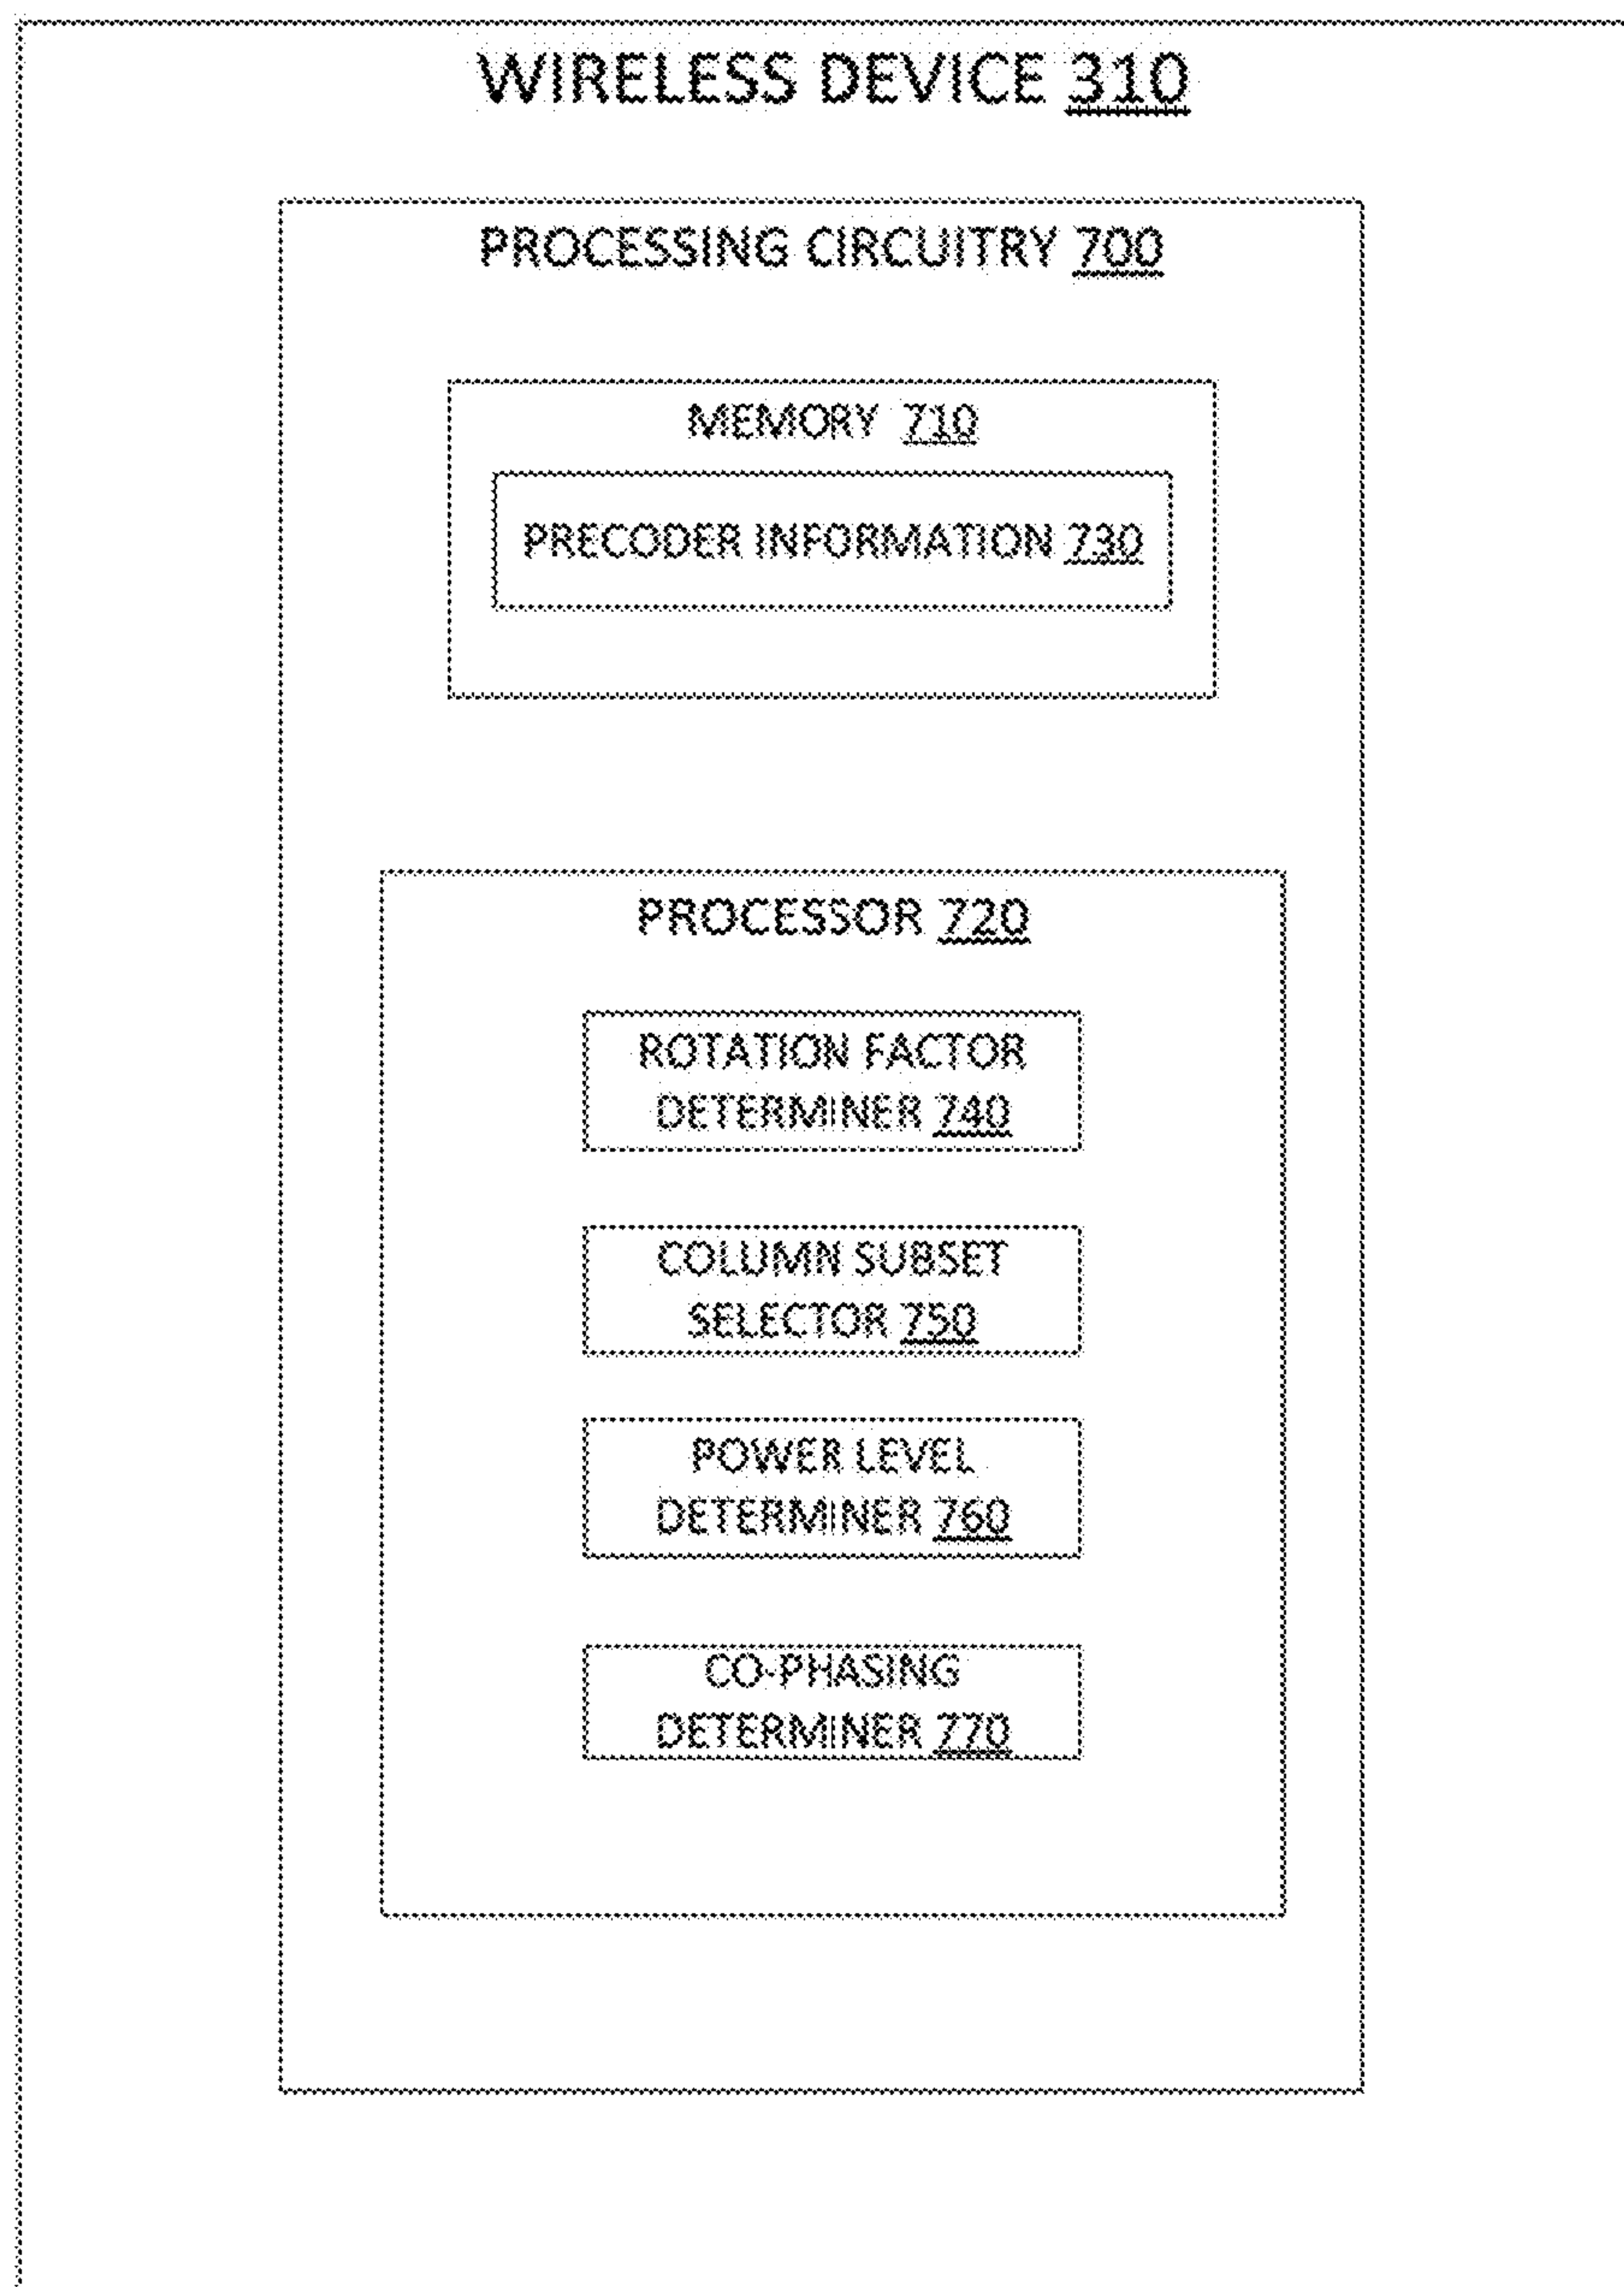 WIRELESS DEVICE 310
PROCESSING CIRCUITRY 700
MEMORY 710
PRECODER INFORMATION 730
PROCESSOR 720
ROTATION FACTOR
DETERMINER 740
COLUMN SUBSET
SELECTOR 750
POWER LEVEL
DETERMINER 760
CO-PHASING
DETERMINER 770